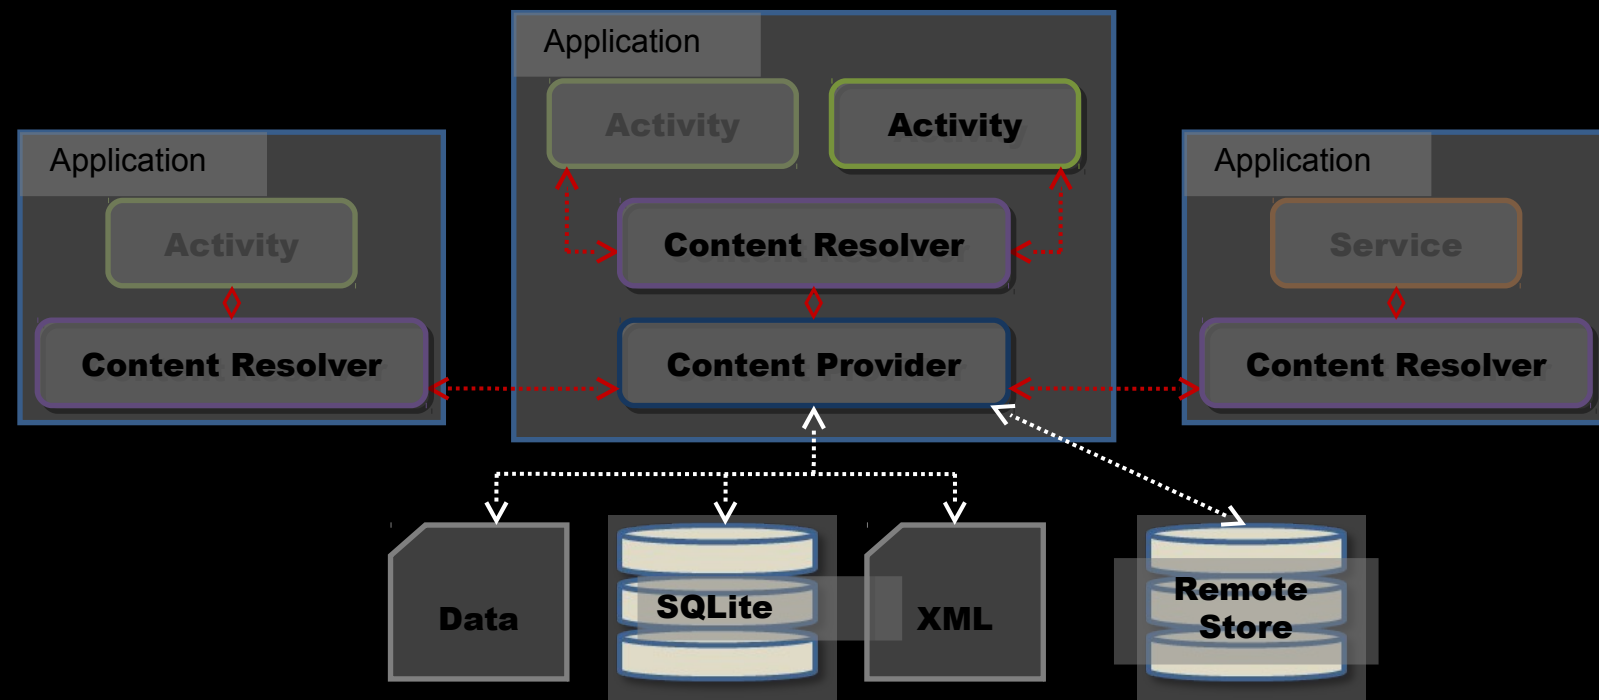 Application
Activity
Activity
Content Resolver
Content Provider
Application
Activity
Content Resolver
Application
Service
Content Resolver
Data
SQLite
XML
Remote
Store